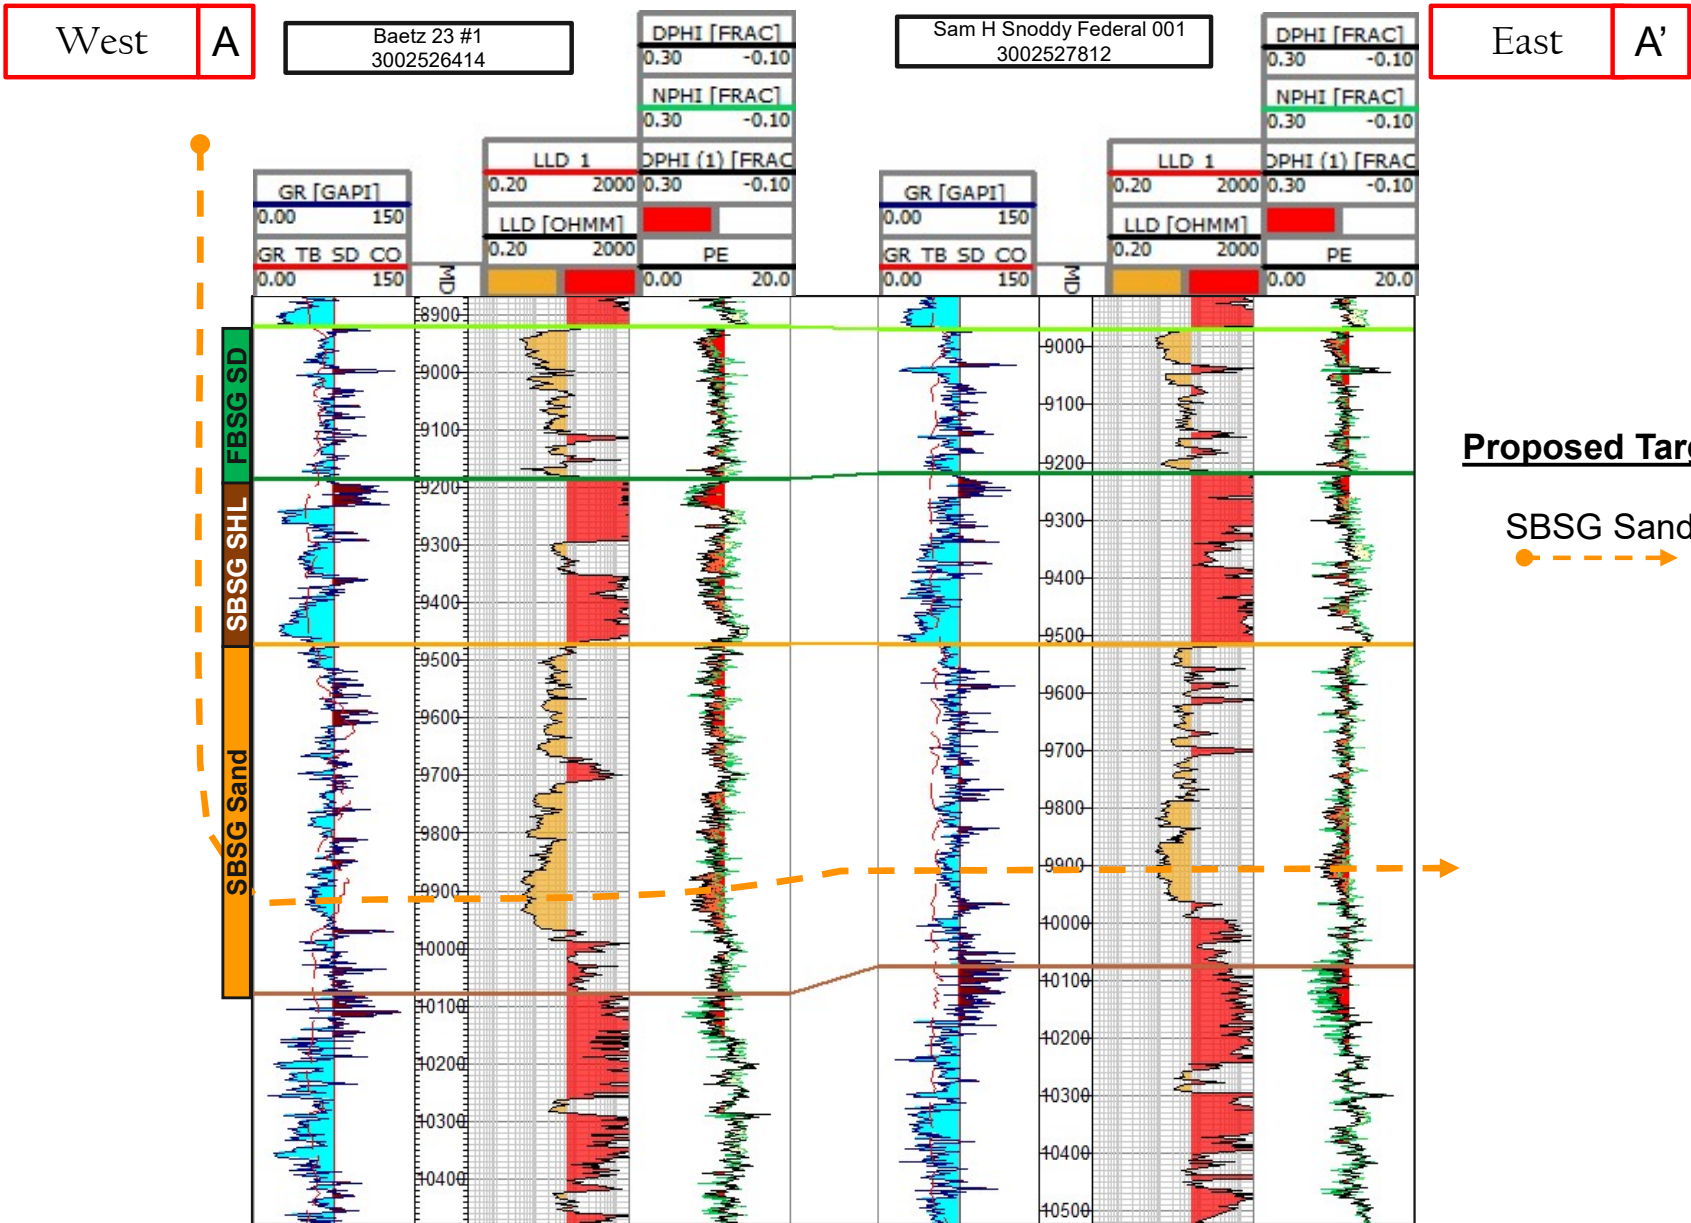 West A
Baetz 23 #1
3002526414
DPHI [FRAC]
0.30 -0.10
NPHI [FRAC]
0.30 -0.10
DPHI (1) [FRAC
0.30 -0.10
PE
0.00 20.0
LLD 1
0.20 2000
LLD [OHMM]
0.20 2000
GR [GAPI]
0.00 150
GR TB SD CO
0.00 150
MD
Sam H Snoddy Federal 001
3002527812
DPHI [FRAC]
0.30 -0.10
NPHI [FRAC]
0.30 -0.10
DPHI (1) [FRAC
0.30 -0.10
PE
0.00 20.0
LLD 1
0.20 2000
LLD [OHMM]
0.20 2000
GR [GAPI]
0.00 150
GR TB SD CO
0.00 150
MD
East A’
FBSG SD
SBSG SHL
SBSG Sand
8900
9000
9100
9200
9300
9400
9500
9600
9700
9800
9900
10000
10100
10200
10300
10400
9000
9100
9200
9300
9400
9500
9600
9700
9800
9900
10000
10100
10200
10300
10400
10500
Proposed Targ
SBSG Sand